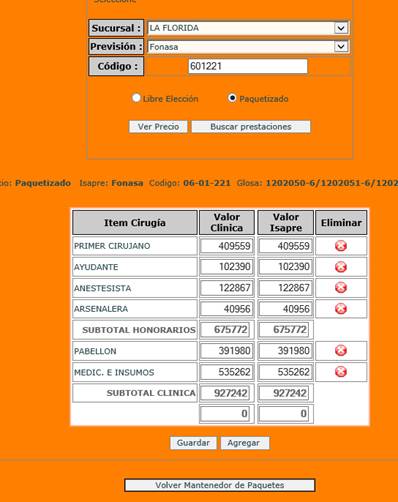 Seleccione
Sucursal : LA FLORIDA
Previsión : Fonasa
Código : 601221
Libre Elección Paquetizado
Ver Precio Buscar prestaciones
cio: Paquetizado Isapre: Fonasa Codigo: 06-01-221 Glosa: 1202050-6/1202051-6/1202
Item Cirugía Valor Clinica Valor Isapre Eliminar
PRIMER CIRUJANO 409559 409559
AYUDANTE 102390 102390
ANESTESISTA 122867 122867
ARSENALERA 40956 40956
SUBTOTAL HONORARIOS 675772 675772
PABELLON 391980 391980
MEDIC. E INSUMOS 535262 535262
SUBTOTAL CLINICA 927242 927242
0 0
Guardar Agregar
Volver Mantenedor de Paquetes